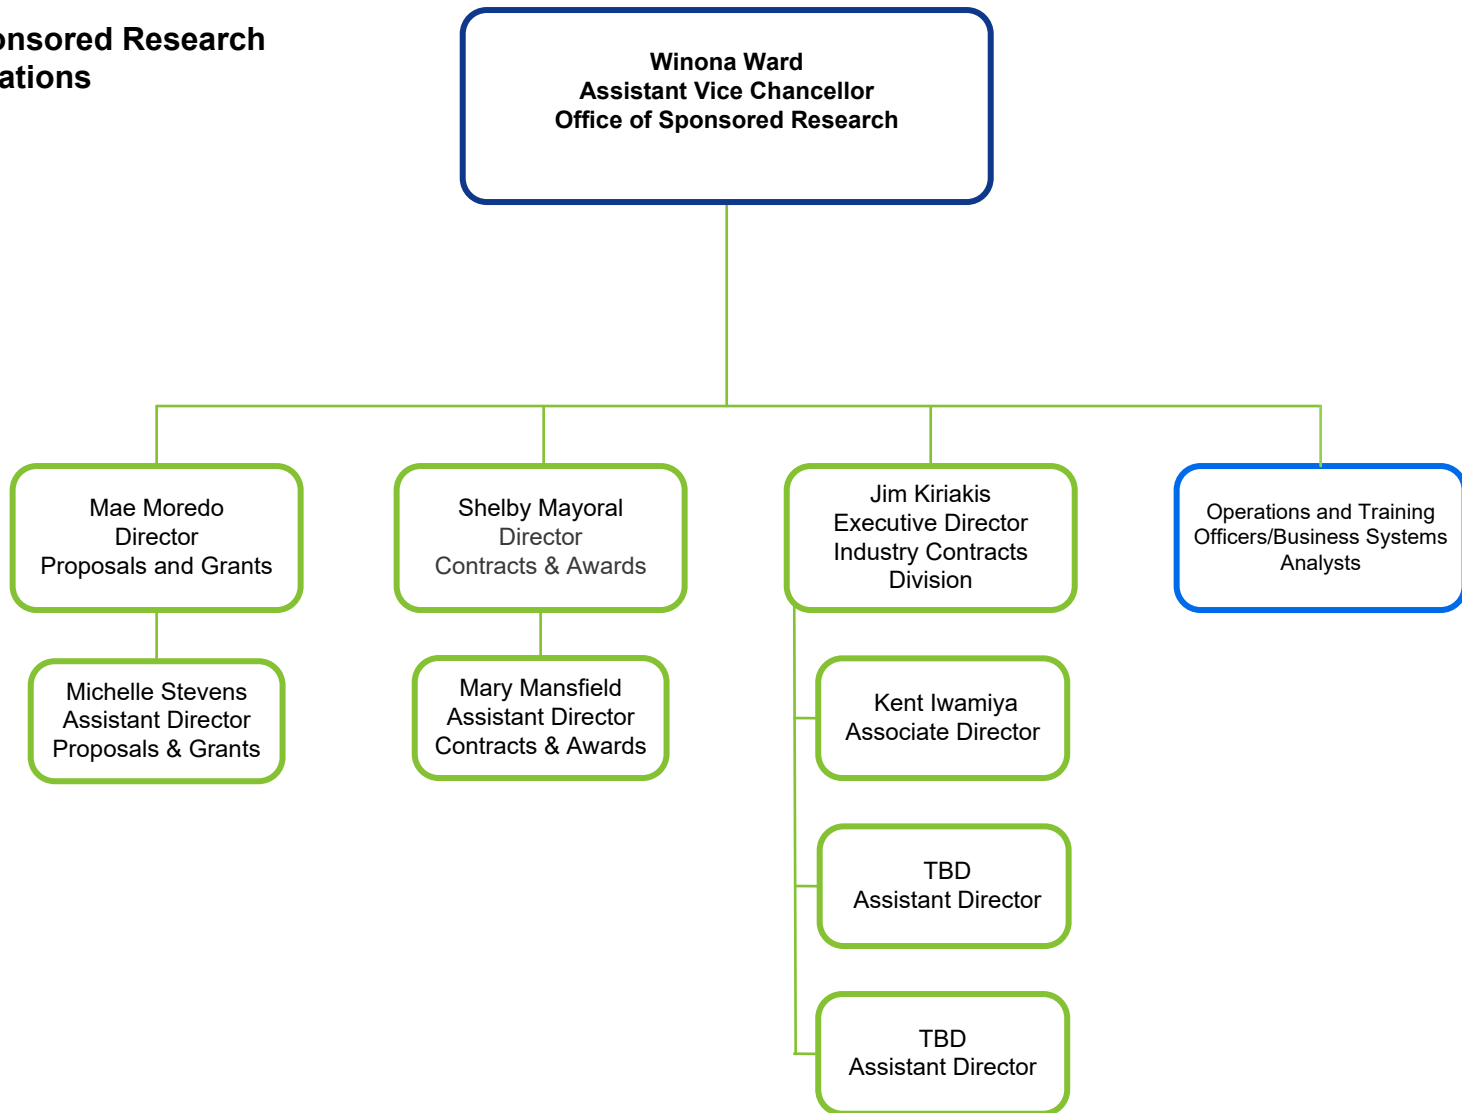 Research
Winona Ward
Assistant Vice Chancellor
Office of Sponsored Research
Mae Moredo
Director
Proposals and Grants
Shelby Mayoral
Director
Contracts & Awards
Jim Kiriakis
Executive Director
Industry Contracts
Division
Operations and Training
Officers/Business Systems
Analysts
Michelle Stevens
Assistant Director
Proposals & Grants
Mary Mansfield
Assistant Director
Contracts & Awards
Kent Iwamiya
Associate Director
TBD
Assistant Director
TBD
Assistant Director